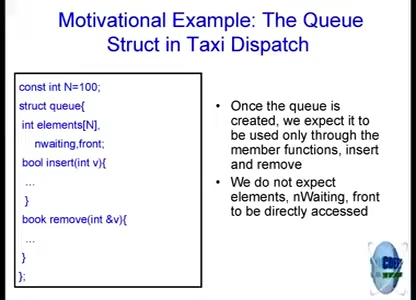 Motivational Example: The Queue
Struct in Taxi Dispatch
const int N=100;
struct queue{
int elements[N],
nwaiting,front;
bool insert(int v){
...
}
book remove(int &v){
...
}
};
• Once the queue is
created, we expect it to
be used only through the
member functions, insert
and remove
• We do not expect
elements, nWaiting, front
to be directly accessed